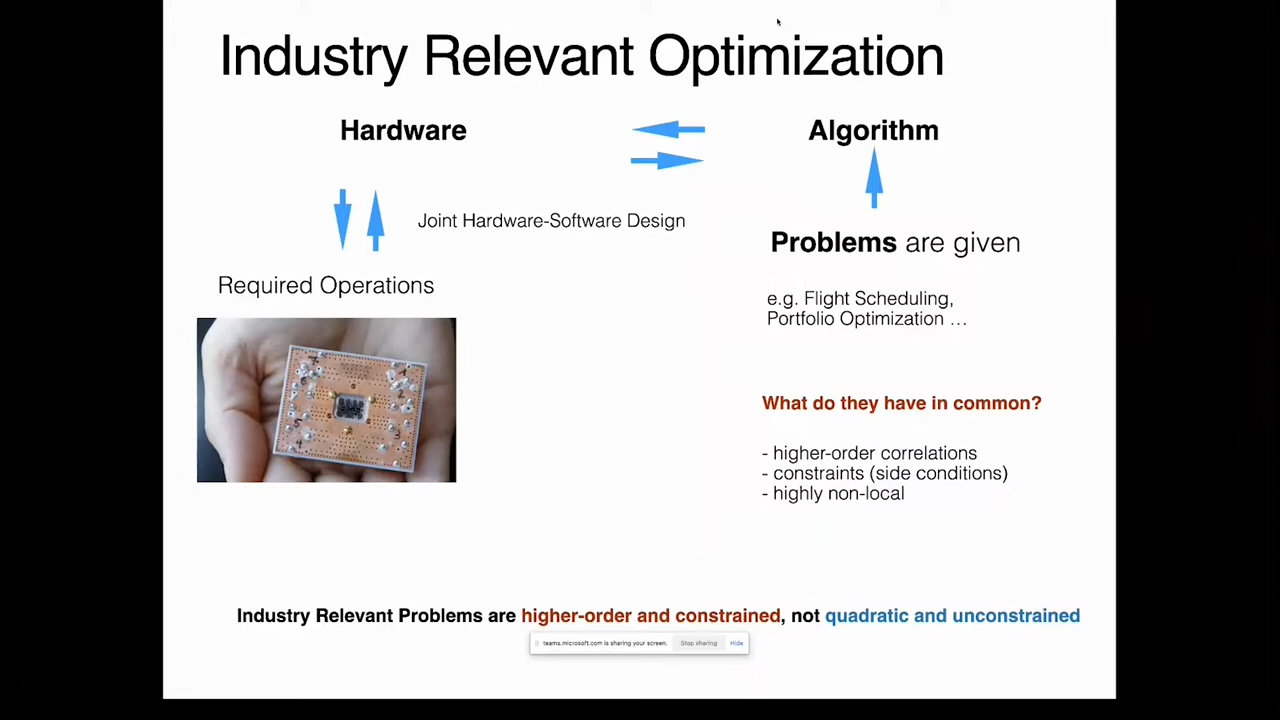 Industry Relevant Optimization
Hardware
Algorithm
Joint Hardware-Software Design
Problems are given
Required Operations
e.g. Flight Scheduling,
Portfolio Optimization …
What do they have in common?
- higher-order correlations
- constraints (side conditions)
- highly non-local
Industry Relevant Problems are higher-order and constrained, not quadratic and unconstrained
teams.microsoft.com is sharing your screen.
Stop sharing
Hide